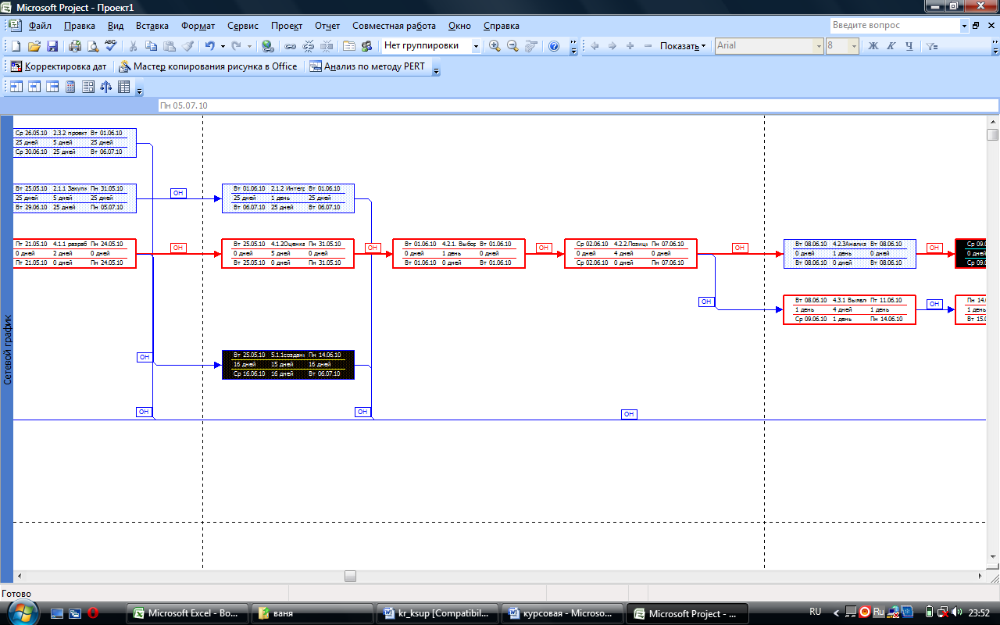 Microsoft Project - Проект1
Файл Правка Вид Вставка Формат Сервис Проект Отчет Совместная работа Окно Справка Введите вопрос
Нет группировки Показать Arial 8 Ж К Ч
Корректировка дат Мастер копирования рисунка в Office Анализ по методу PERT
Пн 05.07.10
Ср 26.05.10 2.3.2 проект Вт 01.06.10
25 дней 5 дней 25 дней
Ср 30.06.10 25 дней Вт 06.07.10
Вт 25.05.10 2.1.1 Закупк Пн 31.05.10
25 дней 5 дней 25 дней
Вт 29.06.10 25 дней Пн 05.07.10
ОН
Вт 01.06.10 2.1.2 Интегр Вт 01.06.10
25 дней 1 день 25 дней
Вт 06.07.10 25 дней Вт 06.07.10
Пт 21.05.10 4.1.1 разраб Пн 24.05.10
0 дней 2 дней 0 дней
Пт 21.05.10 0 дней Пн 24.05.10
ОН
Вт 25.05.10 4.1.2Оценка Пн 31.05.10
0 дней 5 дней 0 дней
Вт 25.05.10 0 дней Пн 31.05.10
ОН
Вт 01.06.10 4.2.1. Выбор Вт 01.06.10
0 дней 1 день 0 дней
Вт 01.06.10 0 дней Вт 01.06.10
ОН
Ср 02.06.10 4.2.2.Позици Пн 07.06.10
0 дней 4 дней 0 дней
Ср 02.06.10 0 дней Пн 07.06.10
ОН
Вт 08.06.10 4.2.3Анализ Вт 08.06.10
0 дней 1 день 0 дней
Вт 08.06.10 0 дней Вт 08.06.10
ОН
Ср 09.0
0 дней
Ср 09.0
ОН
Вт 08.06.10 4.3.1 Выявл Пт 11.06.10
1 день 4 дней 1 день
Ср 09.06.10 1 день Пн 14.06.10
ОН
Пн 14.
1 день
Вт 15.0
ОН
Вт 25.05.10 5.1.1создани Пн 14.06.10
16 дней 15 дней 16 дней
Ср 16.06.10 16 дней Вт 06.07.10
ОН
ОН
ОН
Сетевой график
Готово
Microsoft Excel - Bo... ваня kr_ksup [Compatibil... курсовая - Microso... Microsoft Project - ... RU Ru 23:52